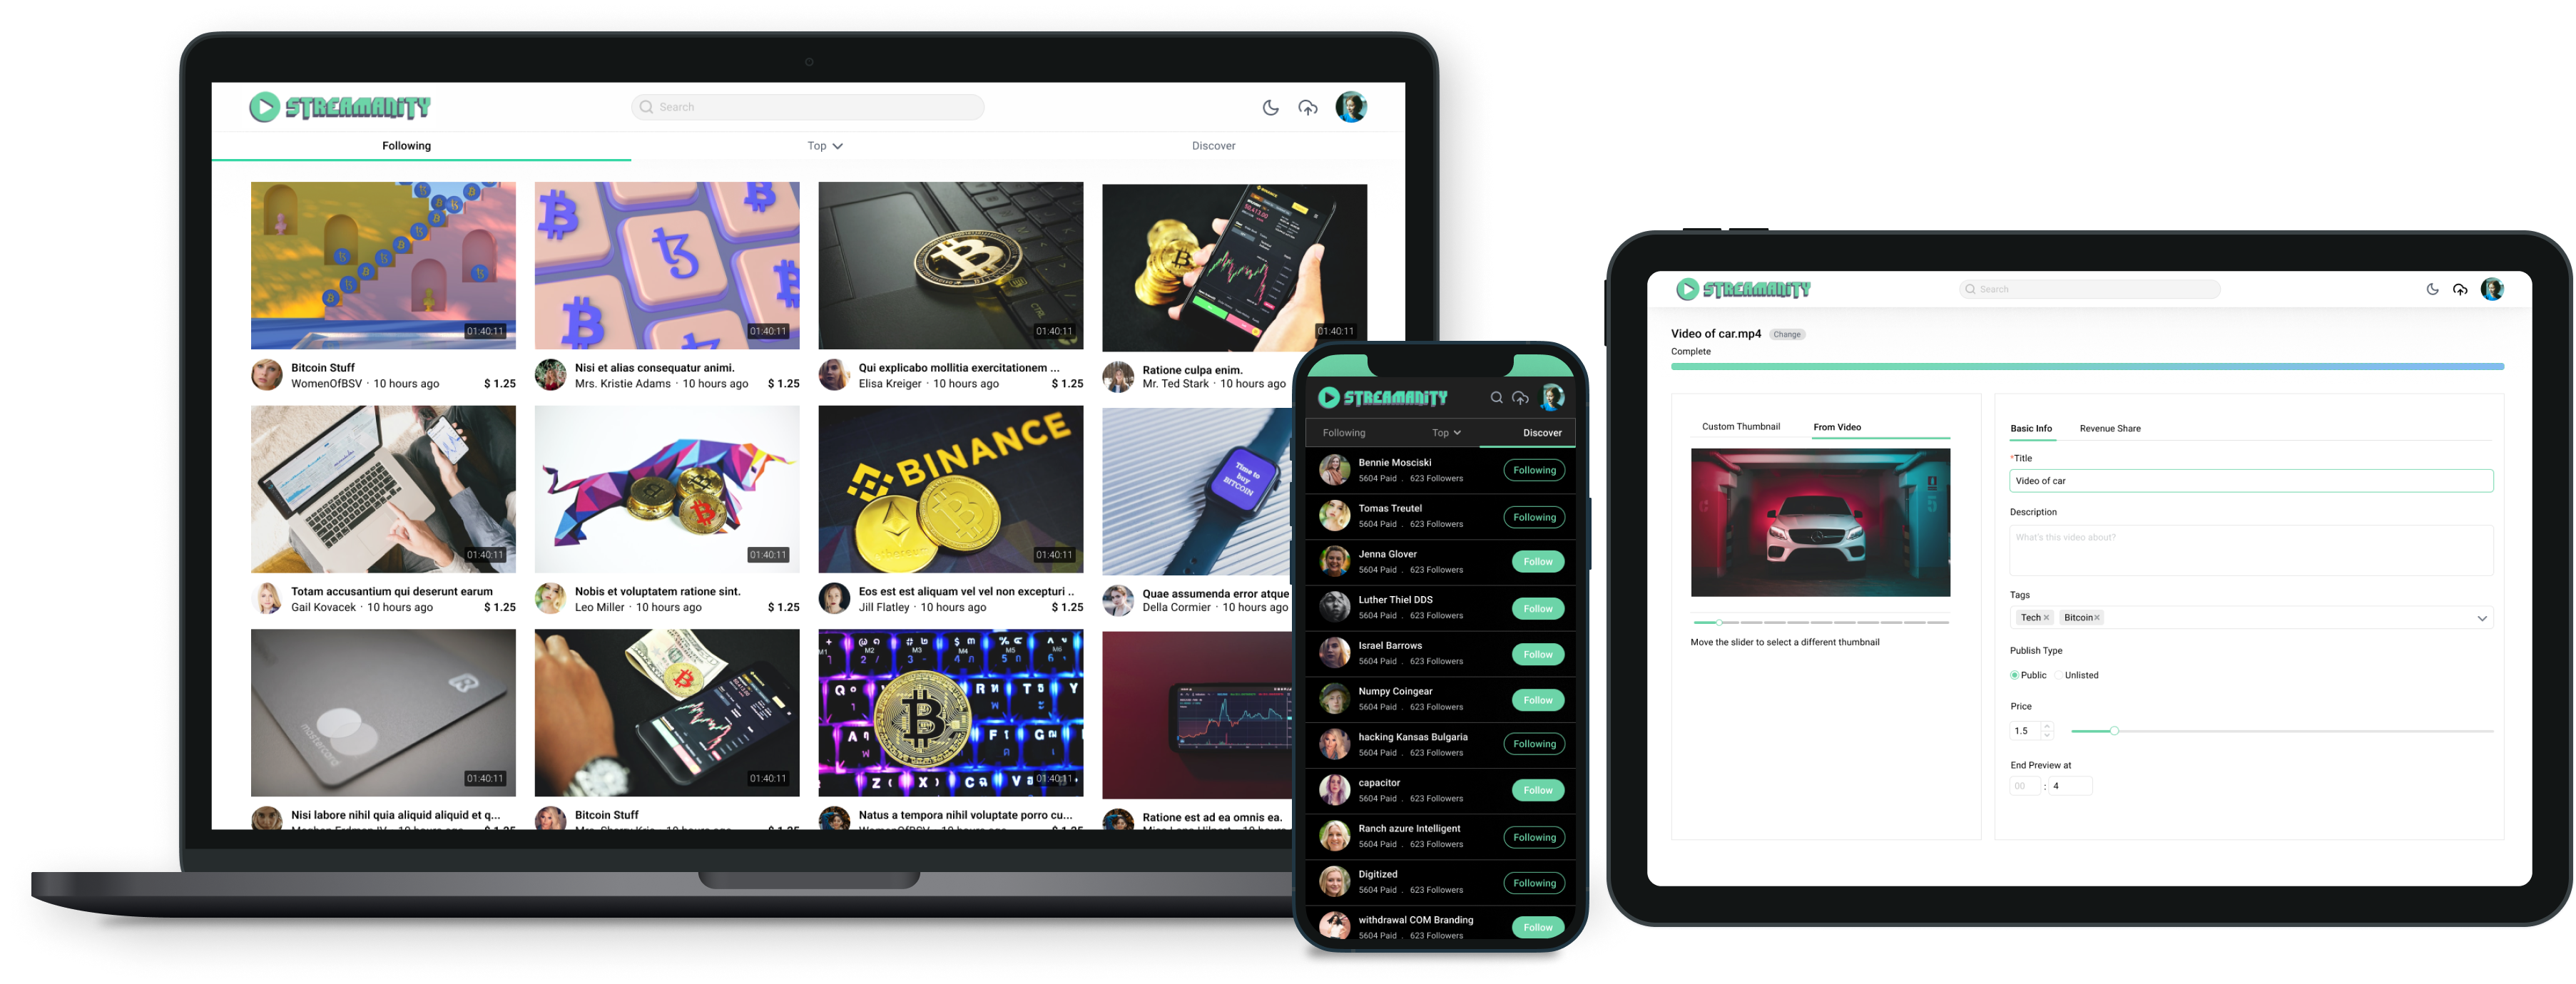 STREAMANITY
Search
Following
Top
Discover
01:40:11
01:40:11
01:40:11
01:40:11
Bitcoin Stuff
WomenOfBSV · 10 hours ago $ 1.25
Nisi et alias consequatur animi.
Mrs. Kristie Adams · 10 hours ago $ 1.25
Qui explicabo mollitia exercitationem ...
Elisa Kreiger · 10 hours ago $ 1.25
Ratione culpa enim.
Mr. Ted Stark · 10 hours ago
BINANCE
Time to
buy
BITCOIN
01:40:11
01:40:11
01:40:11
Totam accusantium qui deserunt earum
Gail Kovacek · 10 hours ago $ 1.25
Nobis et voluptatem ratione sint.
Leo Miller · 10 hours ago $ 1.25
Eos est est aliquam vel vel non excepturi ..
Jill Flatley · 10 hours ago $ 1.25
Quae assumenda error atque
Della Cormier · 10 hours ago
mastercard
01:40:11
01:40:11
01:40:11
Nisi labore nihil quia aliquid aliquid et q...
Bitcoin Stuff
Natus a tempora nihil voluptate porro cu...
Ratione est ad ea omnis ea.
STREAMANITY
Following
Top
Discover
Bennie Mosciski
5604 Paid . 623 Followers
Following
Tomas Treutel
5604 Paid . 623 Followers
Following
Jenna Glover
5604 Paid . 623 Followers
Follow
Luther Thiel DDS
5604 Paid . 623 Followers
Follow
Israel Barrows
5604 Paid . 623 Followers
Follow
Numpy Coingear
5604 Paid . 623 Followers
Follow
hacking Kansas Bulgaria
5604 Paid . 623 Followers
Following
capacitor
5604 Paid . 623 Followers
Follow
Ranch azure Intelligent
5604 Paid . 623 Followers
Following
Digitized
5604 Paid . 623 Followers
Following
withdrawal COM Branding
5604 Paid . 623 Followers
Follow
STREAMANITY
Search
Video of car.mp4 Change
Complete
Custom Thumbnail
From Video
Move the slider to select a different thumbnail
Basic Info
Revenue Share
*Title
Video of car
Description
What's this video about?
Tags
Tech × Bitcoin×
Publish Type
Public Unlisted
Price
1.5
End Preview at
00 : 4